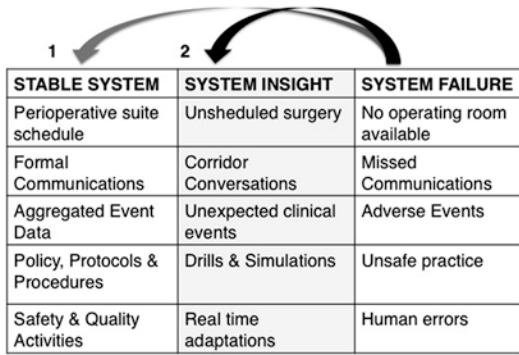 1 2
STABLE SYSTEM SYSTEM INSIGHT SYSTEM FAILURE
Perioperative suite
schedule
Unsheduled surgery
No operating room
available
Formal
Communications
Corridor
Conversations
Missed
Communications
Aggregated Event
Data
Unexpected clinical
events
Adverse Events
Policy, Protocols &
Procedures
Drills & Simulations
Unsafe practice
Safety & Quality
Activities
Real time
adaptations
Human errors